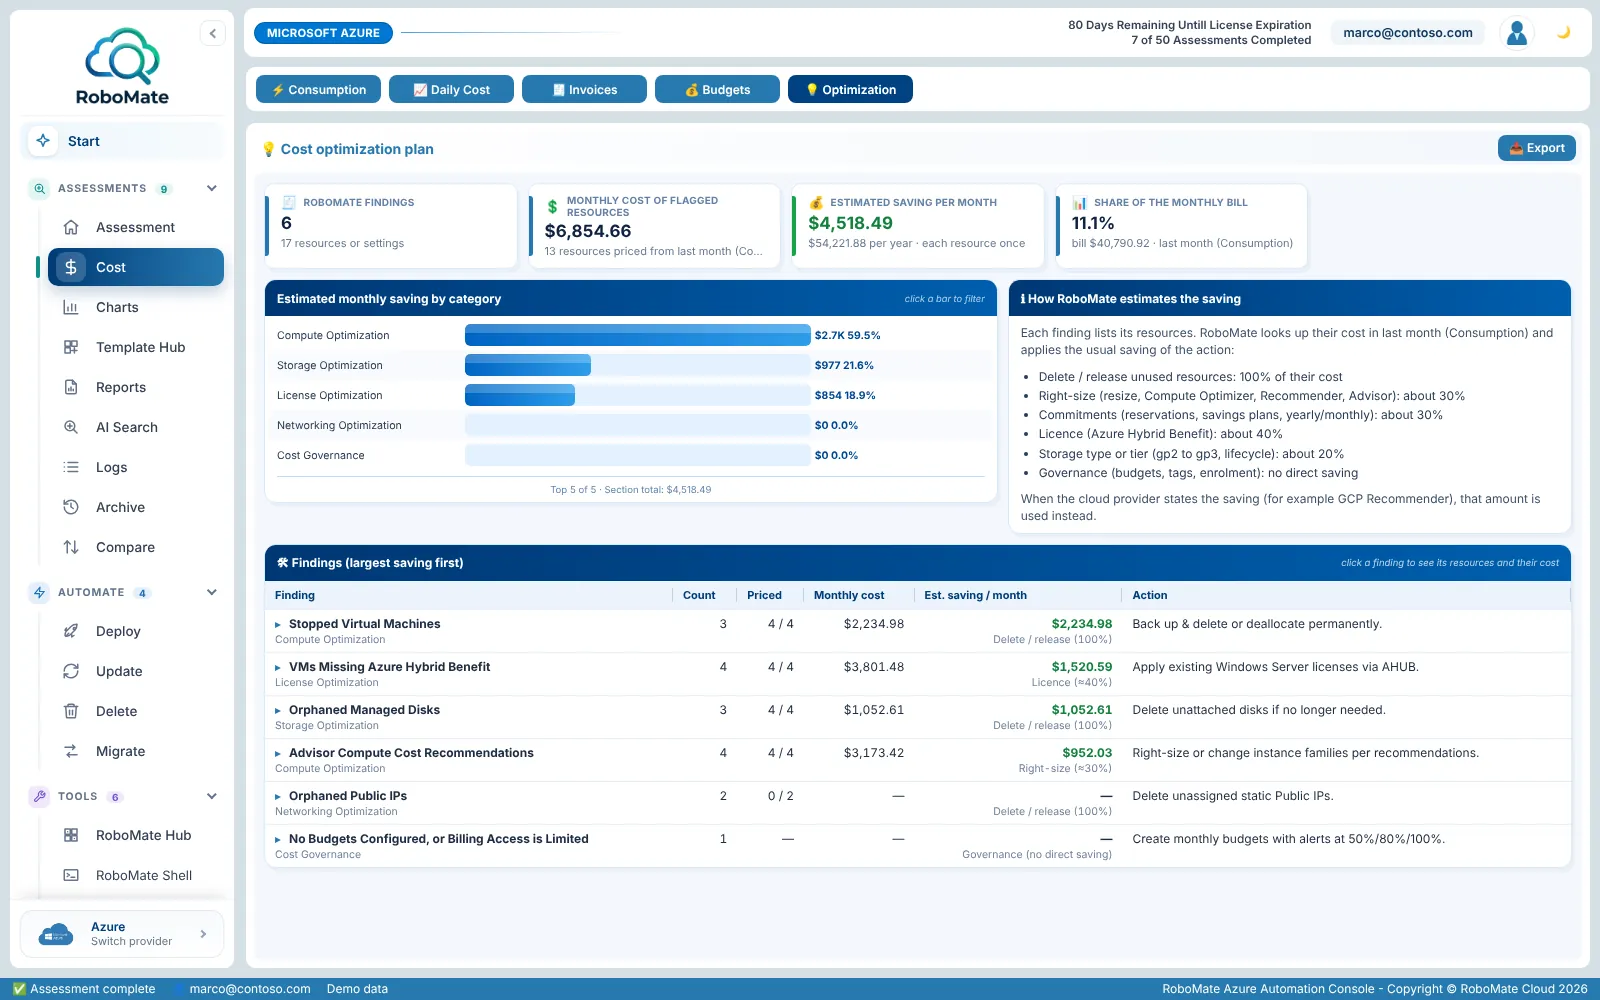 RoboMate
Start
ASSESSMENTS 9
Assessment
Cost
Charts
Template Hub
Reports
AI Search
Logs
Archive
Compare
AUTOMATE 4
Deploy
Update
Delete
Migrate
TOOLS 6
RoboMate Hub
RoboMate Shell
Azure
Switch provider
MICROSOFT AZURE
80 Days Remaining Untill License Expiration
7 of 50 Assessments Completed
marco@contoso.com
Consumption
Daily Cost
Invoices
Budgets
Optimization
Cost optimization plan
Export
ROBOMATE FINDINGS
6
17 resources or settings
MONTHLY COST OF FLAGGED
RESOURCES
$6,854.66
13 resources priced from last month (Co...
ESTIMATED SAVING PER MONTH
$4,518.49
$54,221.88 per year · each resource once
SHARE OF THE MONTHLY BILL
11.1%
bill $40,790.92 · last month (Consumption)
Estimated monthly saving by category
click a bar to filter
Compute Optimization $2.7K 59.5%
Storage Optimization $977 21.6%
License Optimization $854 18.9%
Networking Optimization $0 0.0%
Cost Governance $0 0.0%
Top 5 of 5 · Section total: $4,518.49
How RoboMate estimates the saving
Each finding lists its resources. RoboMate looks up their cost in last month (Consumption) and
applies the usual saving of the action:
• Delete / release unused resources: 100% of their cost
• Right-size (resize, Compute Optimizer, Recommender, Advisor): about 30%
• Commitments (reservations, savings plans, yearly/monthly): about 30%
• Licence (Azure Hybrid Benefit): about 40%
• Storage type or tier (gp2 to gp3, lifecycle): about 20%
• Governance (budgets, tags, enrolment): no direct saving
When the cloud provider states the saving (for example GCP Recommender), that amount is
used instead.
Findings (largest saving first)
click a finding to see its resources and their cost
Finding Count Priced Monthly cost Est. saving / month Action
Stopped Virtual Machines 3 4 / 4 $2,234.98 $2,234.98 Back up & delete or deallocate permanently.
Compute Optimization Delete / release (100%)
VMs Missing Azure Hybrid Benefit 4 4 / 4 $3,801.48 $1,520.59 Apply existing Windows Server licenses via AHUB.
License Optimization Licence (≈40%)
Orphaned Managed Disks 3 4 / 4 $1,052.61 $1,052.61 Delete unattached disks if no longer needed.
Storage Optimization Delete / release (100%)
Advisor Compute Cost Recommendations 4 4 / 4 $3,173.42 $952.03 Right-size or change instance families per recommendations.
Compute Optimization Right-size (≈30%)
Orphaned Public IPs 2 0 / 2 — — Delete unassigned static Public IPs.
Networking Optimization Delete / release (100%)
No Budgets Configured, or Billing Access is Limited 1 — — — Create monthly budgets with alerts at 50%/80%/100%.
Cost Governance Governance (no direct saving)
Assessment complete marco@contoso.com Demo data
RoboMate Azure Automation Console - Copyright © RoboMate Cloud 2026